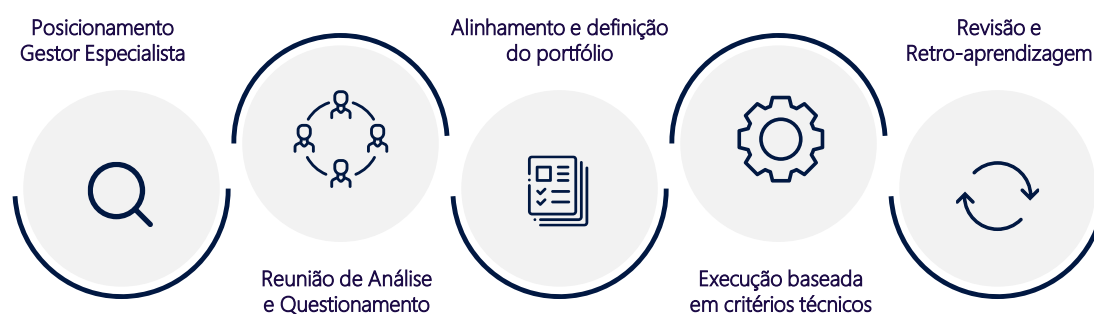 Posicionamento
Gestor Especialista
Reunião de Análise
e Questionamento
Alinhamento e definição
do portfólio
Execução baseada
em critérios técnicos
Revisão e
Retro-aprendizagem